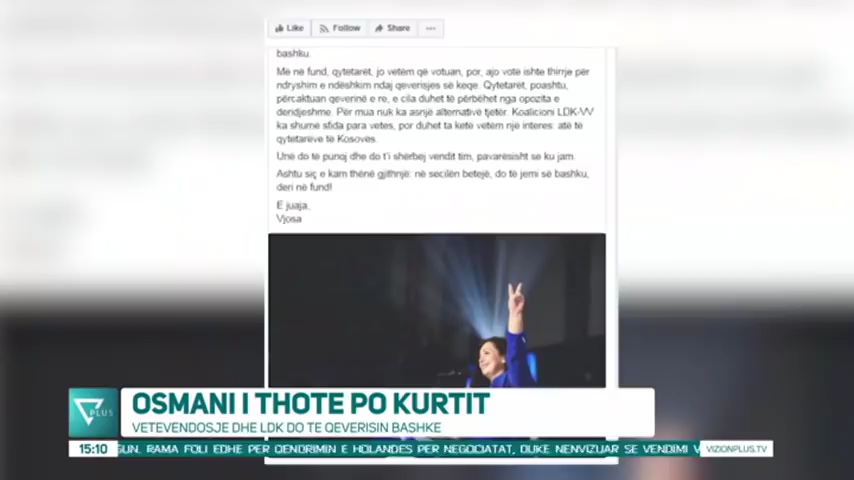 Like Follow Share ...
bashku.
Më në fund, qytetarët, jo vetëm që votuan, por, ajo votë ishte thirrje për
ndryshim e ndëshkim ndaj qeverisjes së keqe. Qytetarët, poashtu,
përcaktuan qeverinë e re, e cila duhet të përbëhet nga opozita e
deridjeshme. Për mua nuk ka asnjë alternativë tjetër. Koalicioni LDK-VV
ka shumë sfida para vetes, por duhet ta ketë vetëm një interes: atë të
qytetarëve të Kosovës.
Unë do të punoj dhe do t'i shërbej vendit tim, pavarësisht se ku jam.
Ashtu siç e kam thënë gjithnjë: në secilën betejë, do të jemi së bashku,
deri në fund!
E juaja,
Vjosa
PLUS
OSMANI I THOTE PO KURTIT
VETEVENDOSJE DHE LDK DO TE QEVERISIN BASHKE
15:10 GUN. RAMA FOLI EDHE PER QENDRIMIN E HOLANDES PER NEGOCIATAT, DUKE NENVIZUAR SE VENDIMI V VIZIONPLUS.TV